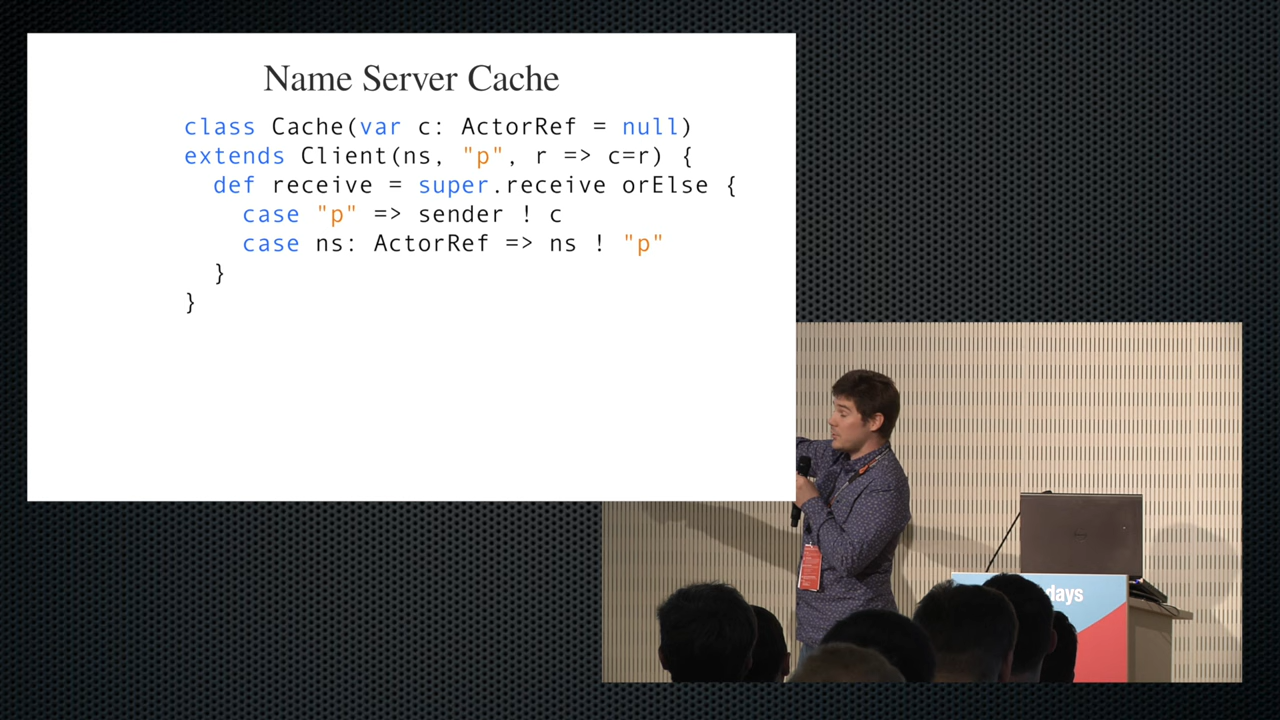 Name Server Cache
class Cache(var c: ActorRef = null)
extends Client(ns, "p", r => c=r) {
  def receive = super.receive orElse {
    case "p" => sender ! c
    case ns: ActorRef => ns ! "p"
  }
}
days